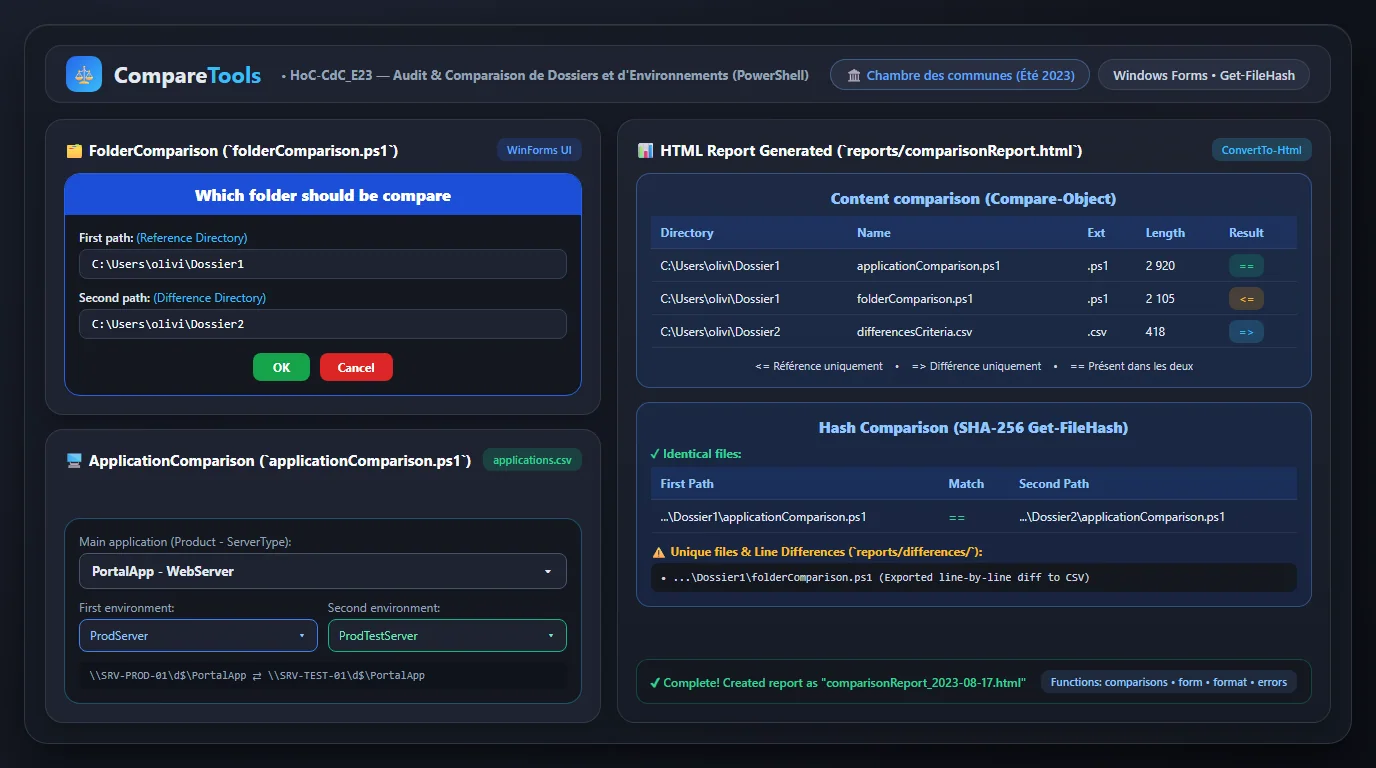 CompareTools • HoC-CdC_E23 — Audit & Comparaison de Dossiers et d'Environnements (PowerShell) 🏛 Chambre des communes (Été 2023) Windows Forms • Get-FileHash
FolderComparison (`folderComparison.ps1`) WinForms UI
Which folder should be compare
First path: (Reference Directory)
C:\Users\olivi\Dossier1
Second path: (Difference Directory)
C:\Users\olivi\Dossier2
OK Cancel
ApplicationComparison (`applicationComparison.ps1`) applications.csv
Main application (Product - ServerType):
PortalApp - WebServer
First environment: Second environment:
ProdServer ProdTestServer
\\SRV-PROD-01\d$\PortalApp ⇄ \\SRV-TEST-01\d$\PortalApp
HTML Report Generated (`reports/comparisonReport.html`) ConvertTo-Html
Content comparison (Compare-Object)
Directory Name Ext Length Result
C:\Users\olivi\Dossier1 applicationComparison.ps1 .ps1 2 920 ==
C:\Users\olivi\Dossier1 folderComparison.ps1 .ps1 2 105 <=
C:\Users\olivi\Dossier2 differencesCriteria.csv .csv 418 =>
<= Référence uniquement • => Différence uniquement • == Présent dans les deux
Hash Comparison (SHA-256 Get-FileHash)
✓ Identical files:
First Path Match Second Path
...\Dossier1\applicationComparison.ps1 == ...\Dossier2\applicationComparison.ps1
⚠ Unique files & Line Differences (`reports/differences/`):
• ...\Dossier1\folderComparison.ps1 (Exported line-by-line diff to CSV)
✔ Complete! Created report as "comparisonReport_2023-08-17.html" Functions: comparisons • form • format • errors